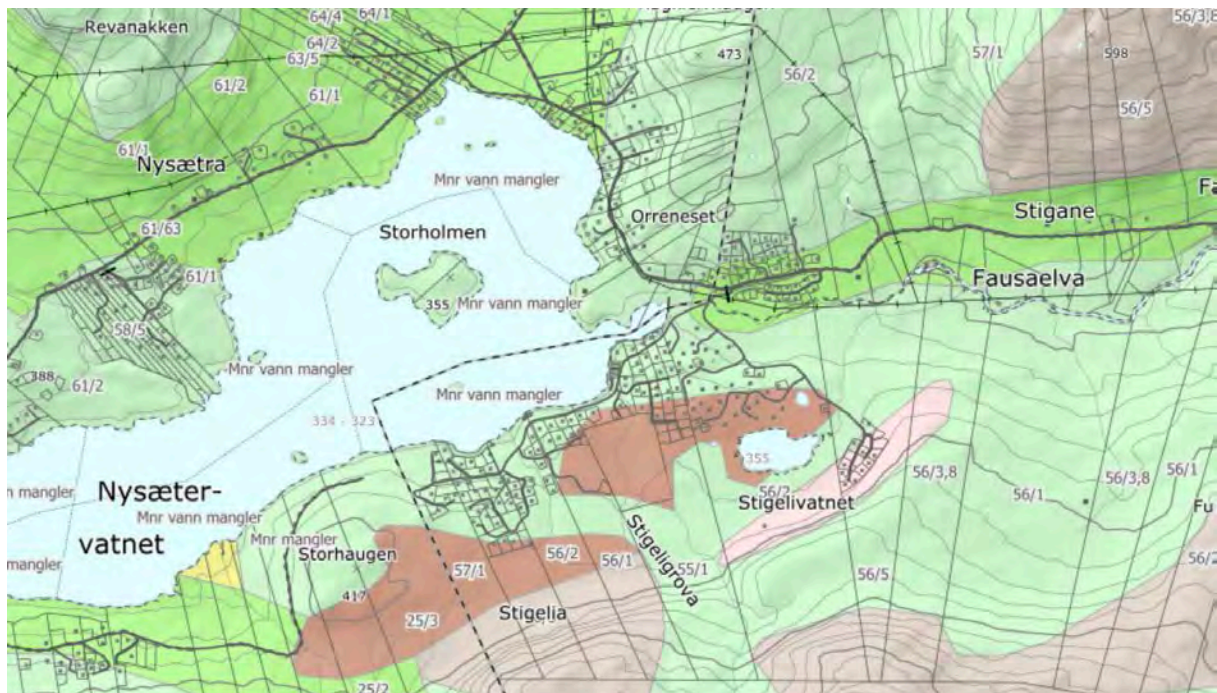 64/4
64/1
56/3,8
Revanakken
64/2
63/5
473
56/2
57/1
598
61/2
61/1
56/5
61/1
Nysætra
Mnr vann mangler
Orreneset
Stigane
Fa
61/63
Storholmen
61/1
Fausaelva
355
Mnr vann mangler
58/5
Mnr vann mangler
388
61/2
Mnr vann mangler
334 - 323
355
56/3,8
56/1
Nysæter-
vatnet
n mangler
56/2
Stigelivatnet
56/1
56/3,8
Mnr vann mangler
Mnr mangler
Storhaugen
Stigeligrova
Fu
mangler
57/1
56/2
56/1
55/1
56/5
56/2
417
25/3
Stigelia
25/2